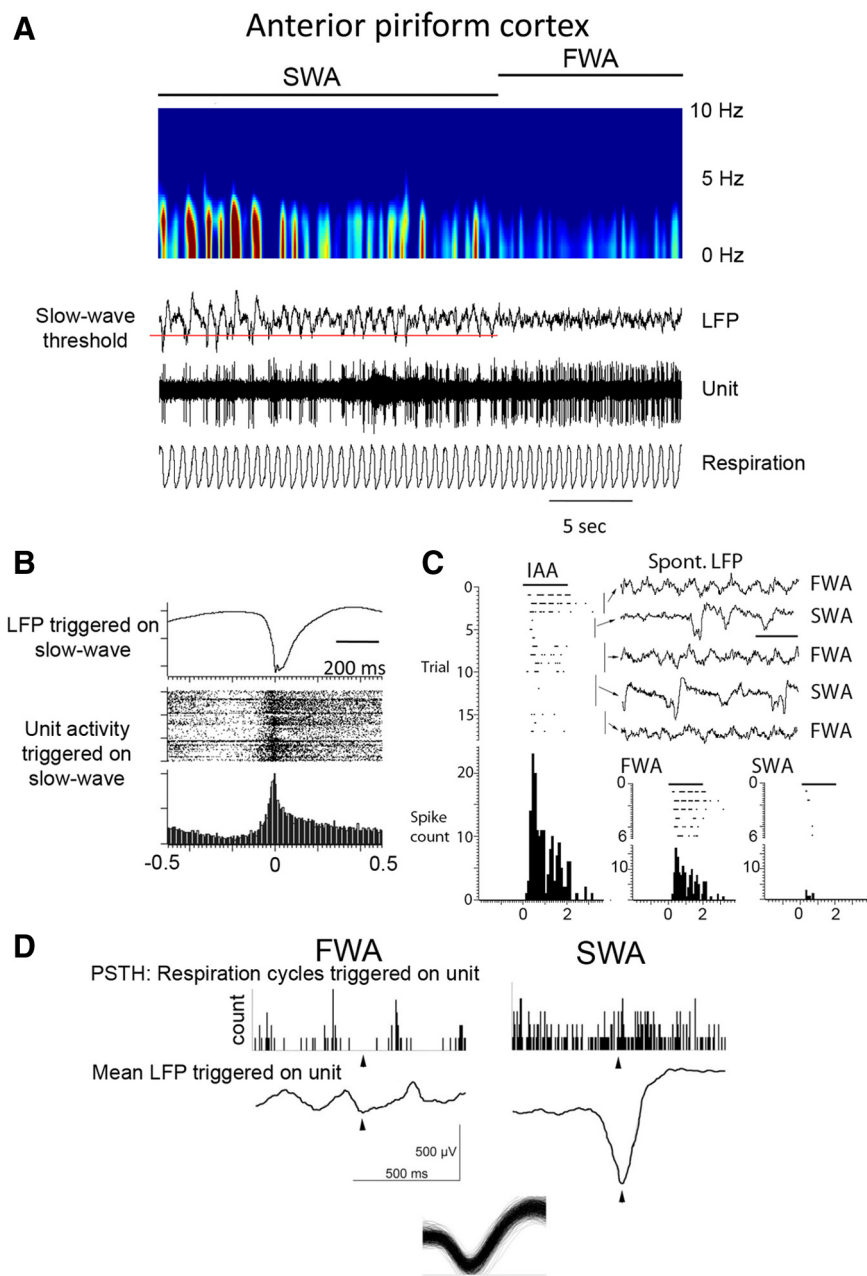 A
Anterior piriform cortex
SWA
FWA
10 Hz
5 Hz
0 Hz
Slow-wave
threshold
LFP
Unit
Respiration
5 sec
B
LFP triggered on
slow-wave
200 ms
Unit activity
triggered on
slow-wave
-0.5
0
0.5
C
IAA
Spont. LFP
0
5
Trial
10
15
FWA
SWA
FWA
SWA
FWA
20
Spike
count
10
0
0
2
FWA
0
6
10
0
2
SWA
0
6
10
0
2
D
FWA
SWA
PSTH: Respiration cycles triggered on unit
count
Mean LFP triggered on unit
500 µV
500 ms